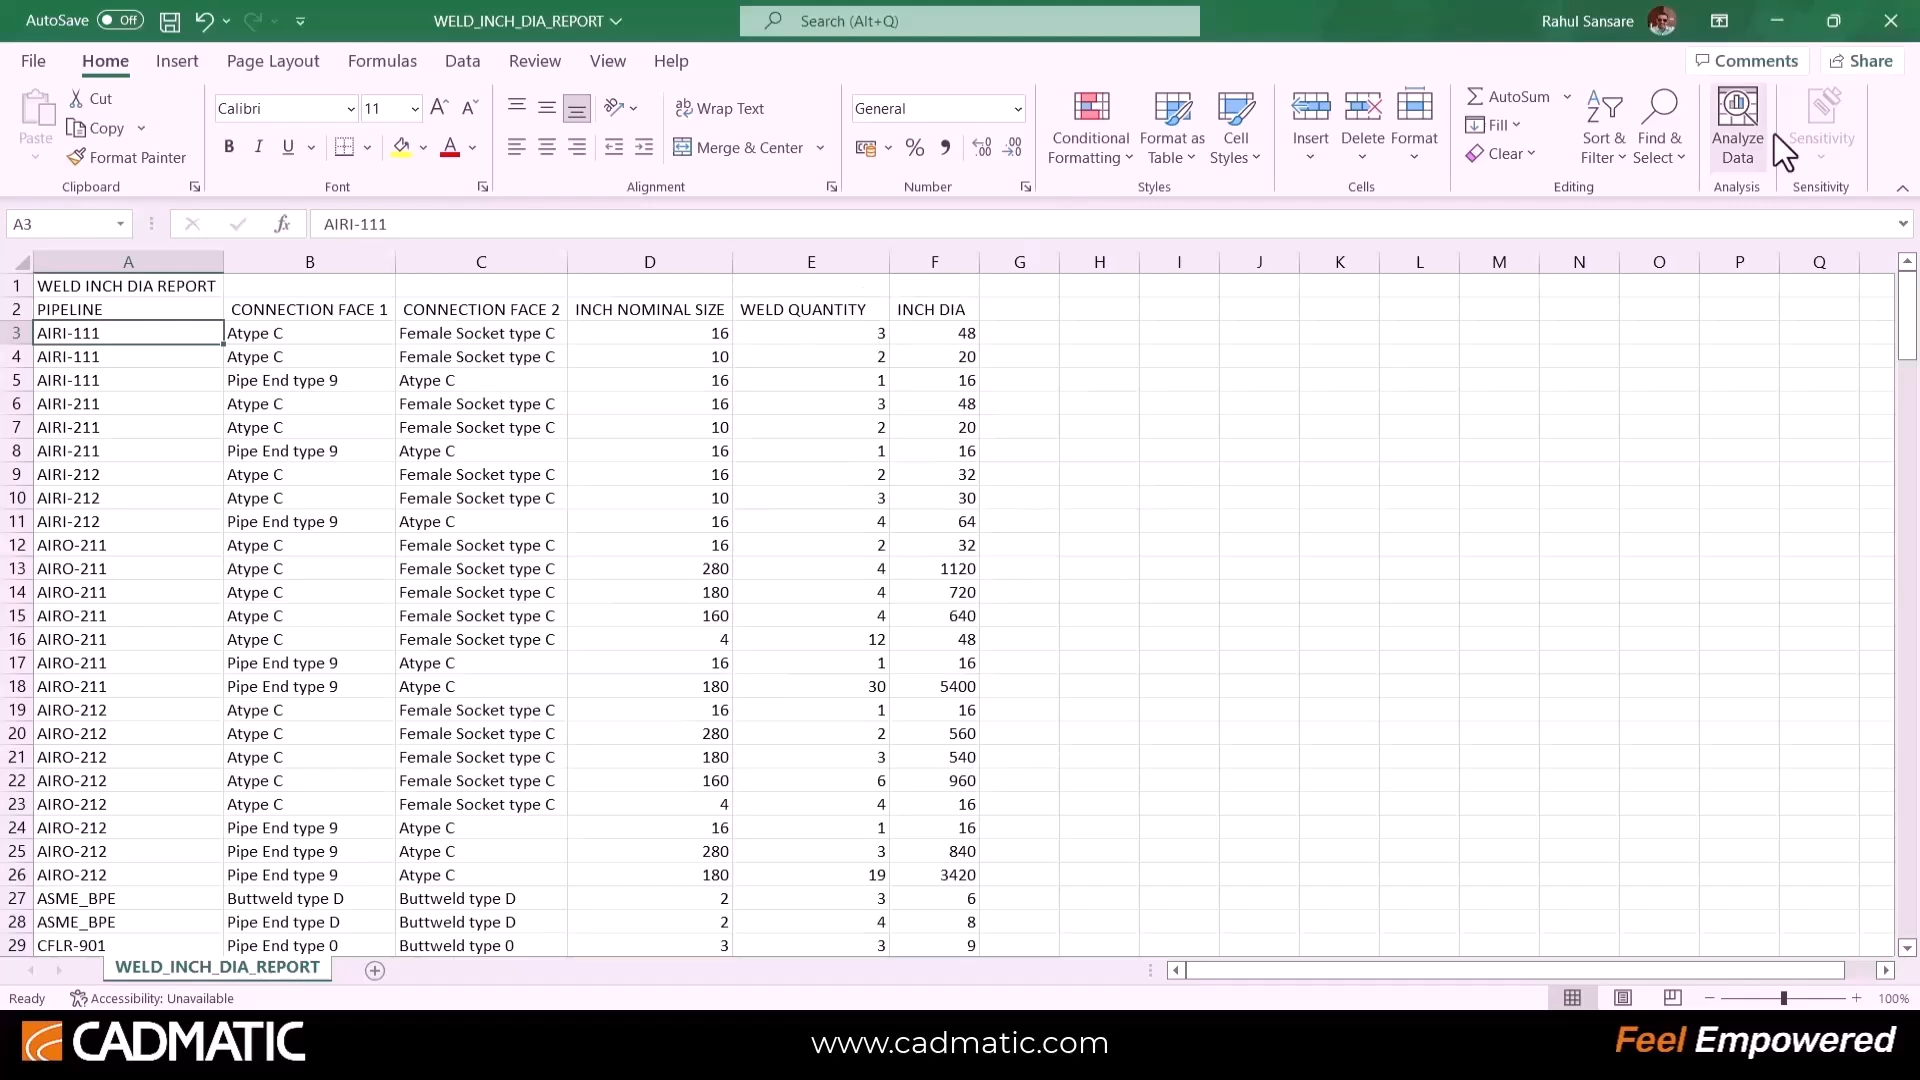 AutoSave Off WELD_INCH_DIA_REPORT Search (Alt+Q) Rahul Sansare
File Home Insert Page Layout Formulas Data Review View Help Comments Share
Paste Cut Copy Format Painter Clipboard
Calibri 11 B I U Font
ab Wrap Text Merge & Center Alignment
General % Number
Conditional Formatting Format as Table Cell Styles Styles
Insert Delete Format Cells
AutoSum Fill Clear Sort & Filter Find & Select Editing
Analyze Data Analysis
Sensitivity Sensitivity
A3 fx AIRI-111
A B C D E F G H I J K L M N O P Q
1 WELD INCH DIA REPORT
2 PIPELINE CONNECTION FACE 1 CONNECTION FACE 2 INCH NOMINAL SIZE WELD QUANTITY INCH DIA
3 AIRI-111 Atype C Female Socket type C 16 3 48
4 AIRI-111 Atype C Female Socket type C 10 2 20
5 AIRI-111 Pipe End type 9 Atype C 16 1 16
6 AIRI-211 Atype C Female Socket type C 16 3 48
7 AIRI-211 Atype C Female Socket type C 10 2 20
8 AIRI-211 Pipe End type 9 Atype C 16 1 16
9 AIRI-212 Atype C Female Socket type C 16 2 32
10 AIRI-212 Atype C Female Socket type C 10 3 30
11 AIRI-212 Pipe End type 9 Atype C 16 4 64
12 AIRO-211 Atype C Female Socket type C 16 2 32
13 AIRO-211 Atype C Female Socket type C 280 4 1120
14 AIRO-211 Atype C Female Socket type C 180 4 720
15 AIRO-211 Atype C Female Socket type C 160 4 640
16 AIRO-211 Atype C Female Socket type C 4 12 48
17 AIRO-211 Pipe End type 9 Atype C 16 1 16
18 AIRO-211 Pipe End type 9 Atype C 180 30 5400
19 AIRO-212 Atype C Female Socket type C 16 1 16
20 AIRO-212 Atype C Female Socket type C 280 2 560
21 AIRO-212 Atype C Female Socket type C 180 3 540
22 AIRO-212 Atype C Female Socket type C 160 6 960
23 AIRO-212 Atype C Female Socket type C 4 4 16
24 AIRO-212 Pipe End type 9 Atype C 16 1 16
25 AIRO-212 Pipe End type 9 Atype C 280 3 840
26 AIRO-212 Pipe End type 9 Atype C 180 19 3420
27 ASME_BPE Buttweld type D Buttweld type D 2 3 6
28 ASME_BPE Pipe End type D Buttweld type D 2 4 8
29 CFLR-901 Pipe End type 0 Buttweld type 0 3 3 9
WELD_INCH_DIA_REPORT
Ready Accessibility: Unavailable 100%
CADMATIC www.cadmatic.com Feel Empowered